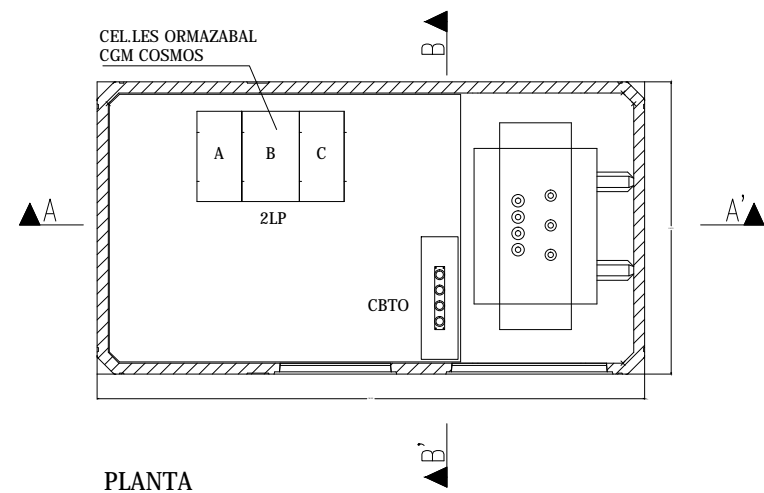 CEL.LES ORMAZABAL
CGM COSMOS
B
A B C
2LP
A
A'
CBTO
B'
PLANTA